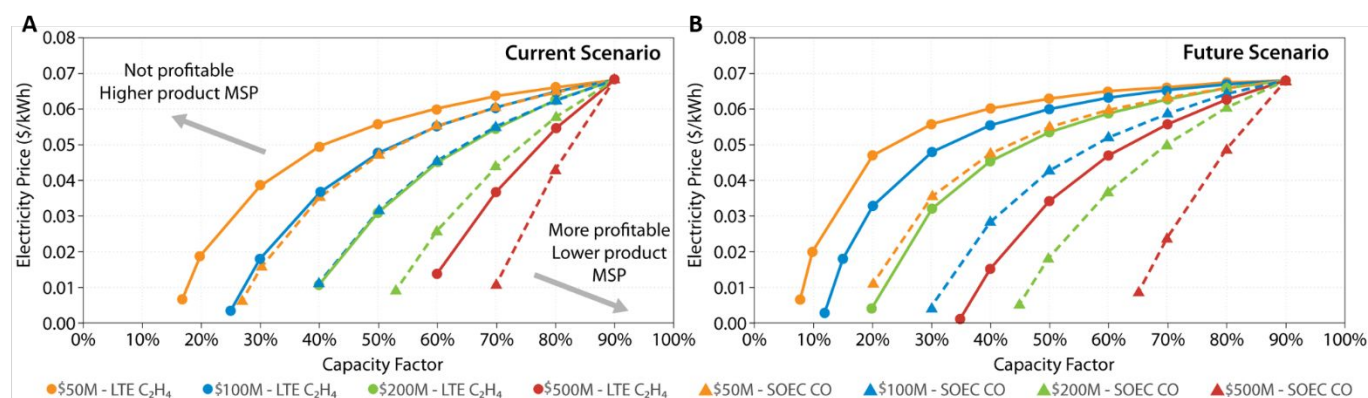 A
B
Current Scenario
Future Scenario
Not profitable
Higher product MSP
More profitable
Lower product
MSP
Electricity Price ($/kWh)
0.08
0.07
0.06
0.05
0.04
0.03
0.02
0.01
0.00
0% 10% 20% 30% 40% 50% 60% 70% 80% 90% 100%
Capacity Factor
Electricity Price ($/kWh)
0.08
0.07
0.06
0.05
0.04
0.03
0.02
0.01
0.00
0% 10% 20% 30% 40% 50% 60% 70% 80% 90% 100%
Capacity Factor
$50M - LTE C₂H₄ $100M - LTE C₂H₄ $200M - LTE C₂H₄ $500M - LTE C₂H₄ $50M - SOEC CO $100M - SOEC CO $200M - SOEC CO $500M - SOEC CO